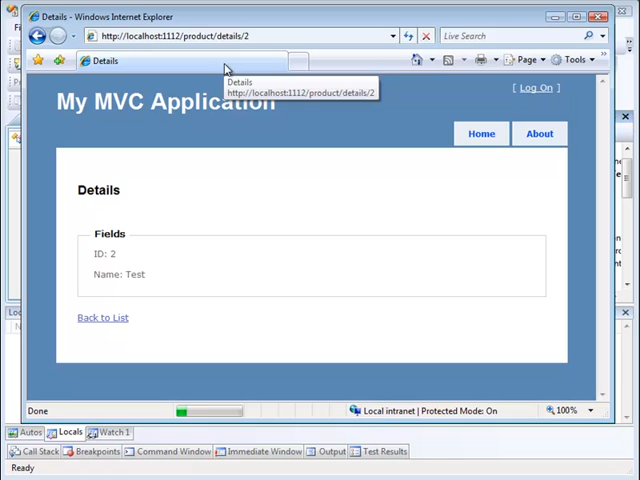 Details - Windows Internet Explorer
http://localhost:1112/product/details/2
Live Search
Details
Page
Tools
Details
http://localhost:1112/product/details/2
[ Log On ]
My MVC Application
Home
About
Details
Fields
ID: 2
Name: Test
Back to List
Done
Local intranet | Protected Mode: On
100%
Autos
Locals
Watch 1
Call Stack
Breakpoints
Command Window
Immediate Window
Output
Test Results
Ready